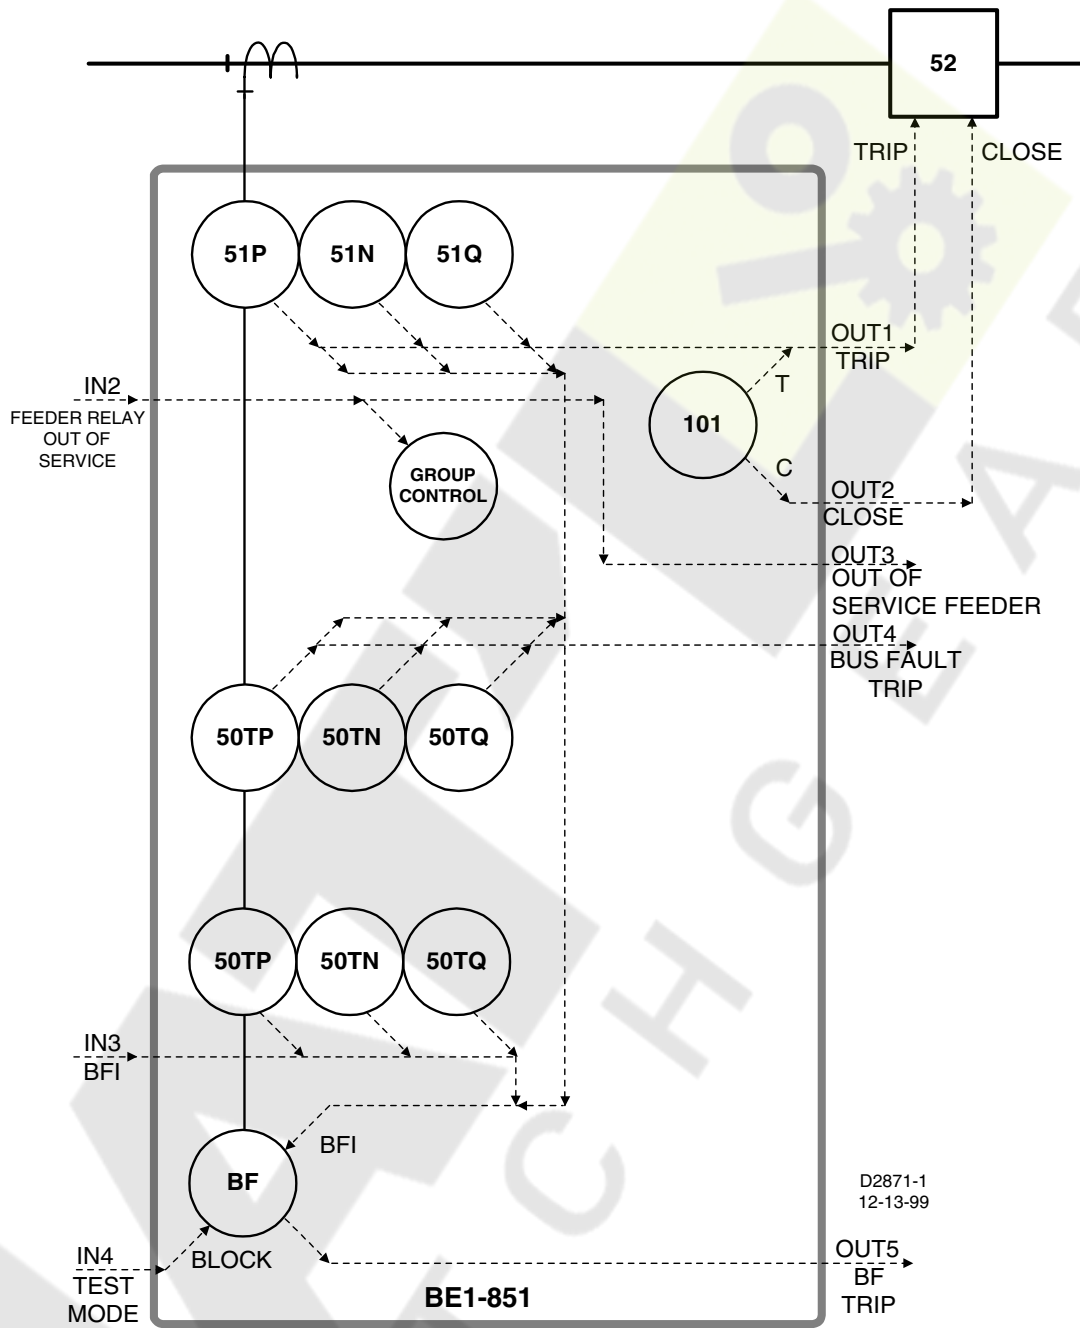 52
TRIP
CLOSE
51P
51N
51Q
OUT1
TRIP
IN2
FEEDER RELAY
OUT OF
SERVICE
T
101
C
GROUP
CONTROL
OUT2
CLOSE
OUT3
OUT OF
SERVICE FEEDER
OUT4
BUS FAULT
TRIP
50TP
50TN
50TQ
50TP
50TN
50TQ
IN3
BFI
BFI
BF
D2871-1
12-13-99
IN4
TEST
MODE
BLOCK
OUT5
BF
TRIP
BE1-851